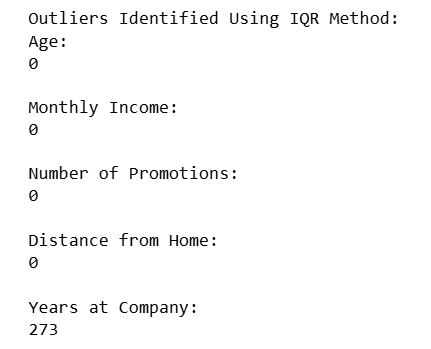 Outliers Identified Using IQR Method:
Age:
0
Monthly Income:
0
Number of Promotions:
0
Distance from Home:
0
Years at Company:
273